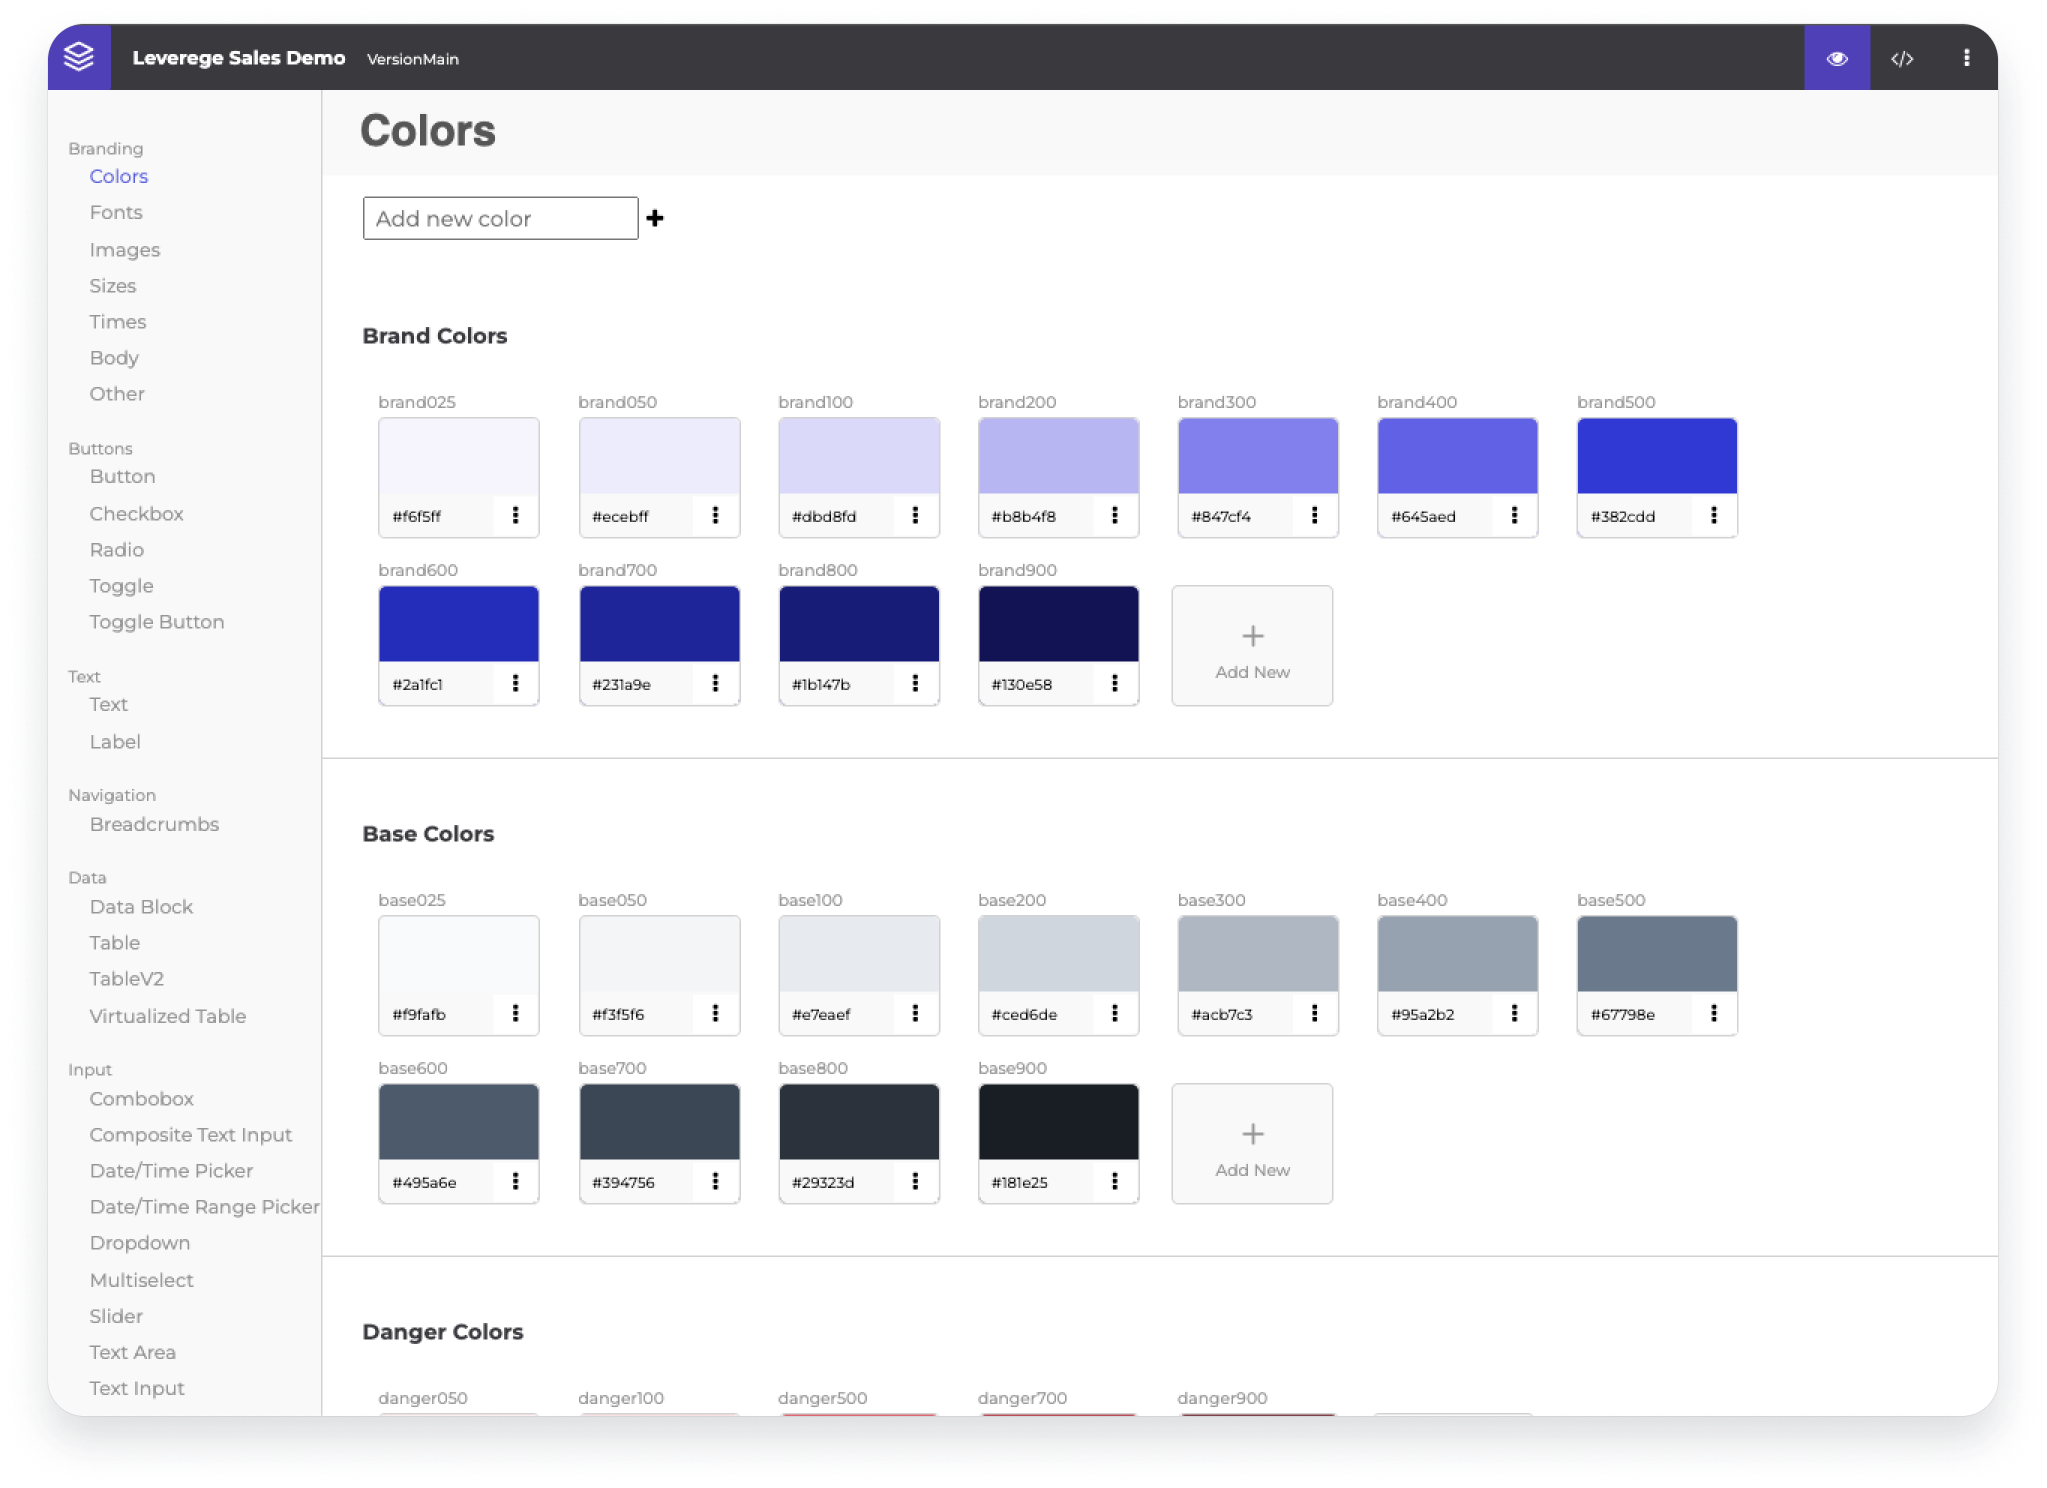 Leverege Sales Demo VersionMain
Branding
Colors
Fonts
Images
Sizes
Times
Body
Other
Buttons
Button
Checkbox
Radio
Toggle
Toggle Button
Text
Text
Label
Navigation
Breadcrumbs
Data
Data Block
Table
TableV2
Virtualized Table
Input
Combobox
Composite Text Input
Date/Time Picker
Date/Time Range Picker
Dropdown
Multiselect
Slider
Text Area
Text Input
Colors
Add new color
Brand Colors
brand025 brand050 brand100 brand200 brand300 brand400 brand500
#f6f5ff #ecebff #dbd8fd #b8b4f8 #847cf4 #645aed #382cdd
brand600 brand700 brand800 brand900
#2a1fc1 #231a9e #1b147b #130e58
Add New
Base Colors
base025 base050 base100 base200 base300 base400 base500
#f9fafb #f3f5f6 #e7eaef #ced6de #acb7c3 #95a2b2 #67798e
base600 base700 base800 base900
#495a6e #394756 #29323d #181e25
Add New
Danger Colors
danger050 danger100 danger500 danger700 danger900